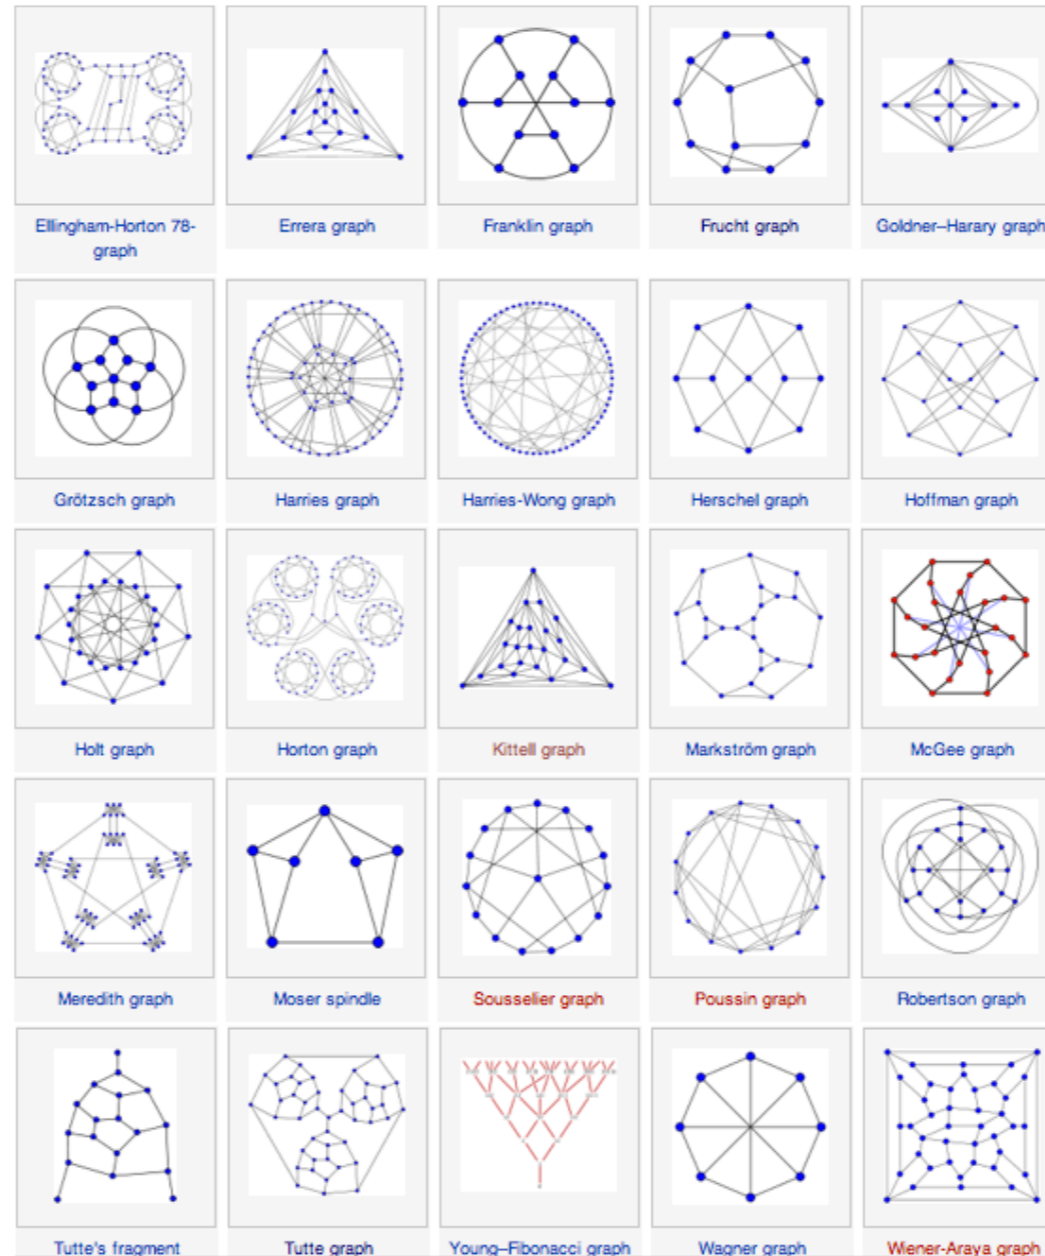 Ellingham-Horton 78-
graph
Errera graph
Franklin graph
Frucht graph
Goldner–Harary graph
Grötzsch graph
Harries graph
Harries-Wong graph
Herschel graph
Hoffman graph
Holt graph
Horton graph
Kittell graph
Markström graph
McGee graph
Meredith graph
Moser spindle
Sousselier graph
Poussin graph
Robertson graph
Tutte's fragment
Tutte graph
Young–Fibonacci graph
Wagner graph
Wiener-Araya graph